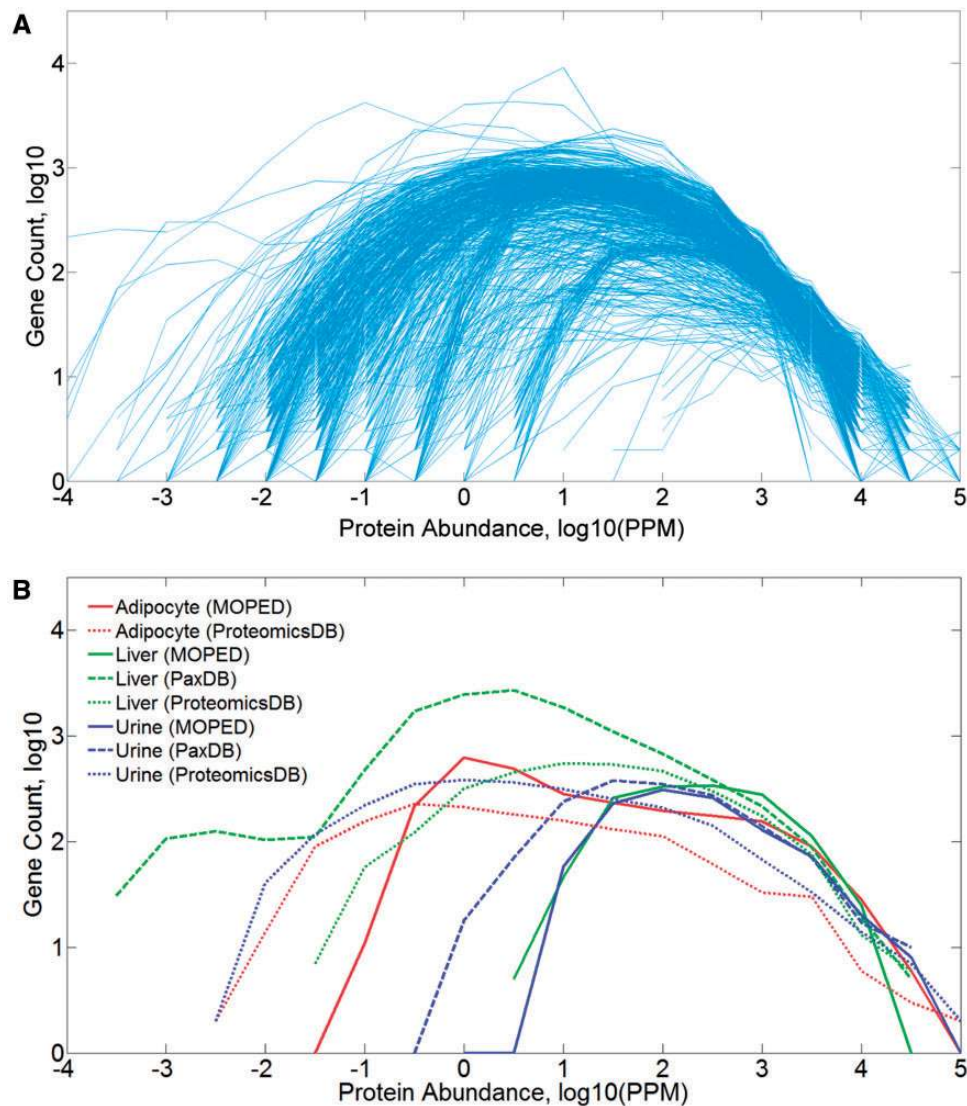 A
Gene Count, log10
4
3
2
1
0
-4 -3 -2 -1 0 1 2 3 4 5
Protein Abundance, log10(PPM)
B
Gene Count, log10
4
3
2
1
0
Adipocyte (MOPED)
Adipocyte (ProteomicsDB)
Liver (MOPED)
Liver (PaxDB)
Liver (ProteomicsDB)
Urine (MOPED)
Urine (PaxDB)
Urine (ProteomicsDB)
-4 -3 -2 -1 0 1 2 3 4 5
Protein Abundance, log10(PPM)